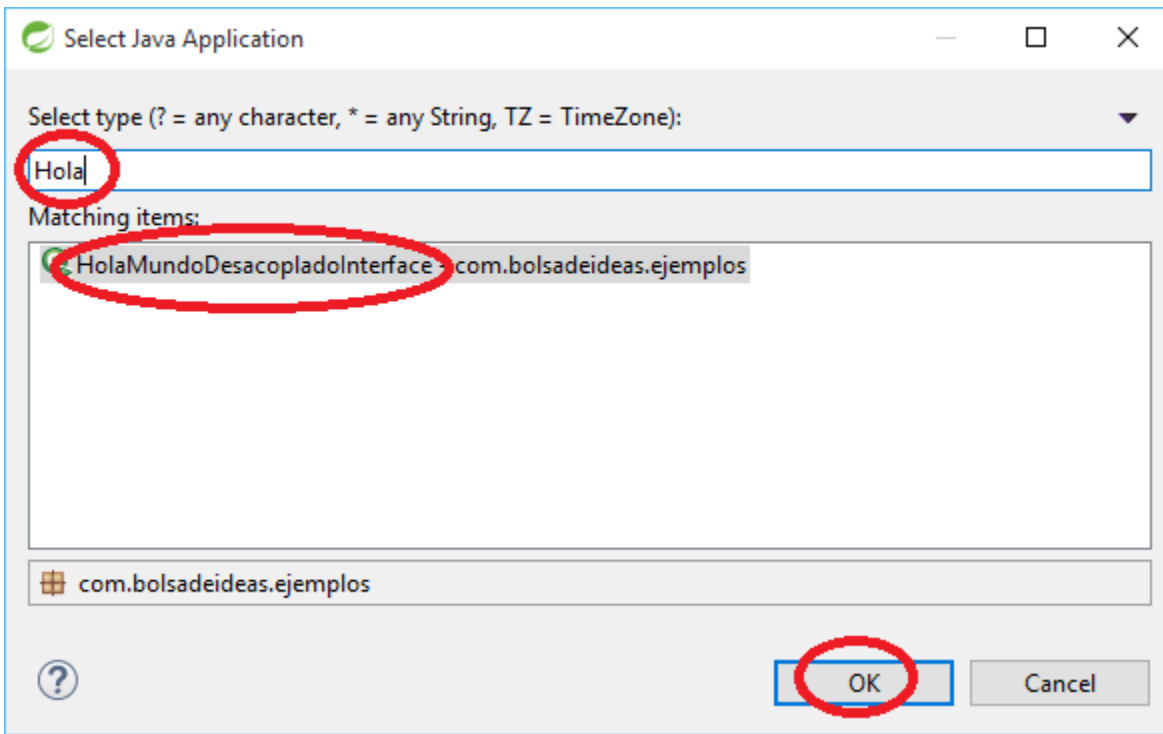 Select Java Application
Select type (? = any character, * = any String, TZ = TimeZone):
Hola
Matching items:
HolaMundoDesacopladoInterface - com.bolsadeideas.ejemplos
com.bolsadeideas.ejemplos
? OK Cancel